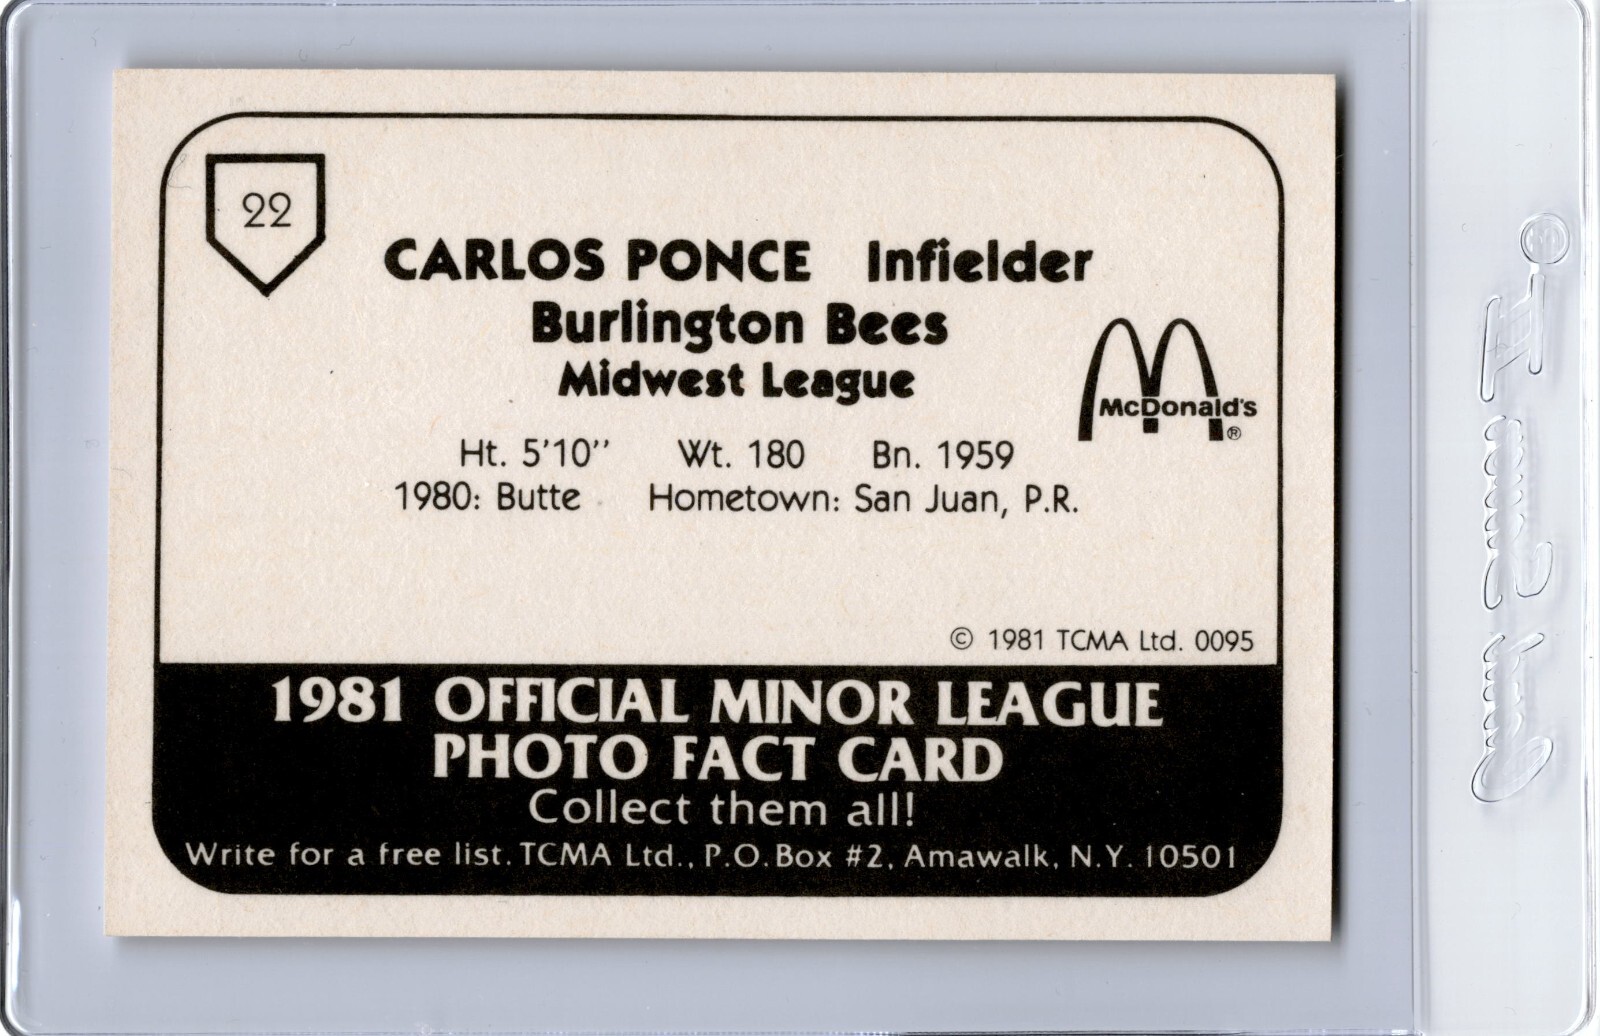 22
CARLOS PONCE Infielder
Burlington Bees
Midwest League
McDonald's
®
Ht. 5'10'' Wt. 180 Bn. 1959
1980: Butte Hometown: San Juan, P.R.
© 1981 TCMA Ltd. 0095
1981 OFFICIAL MINOR LEAGUE
PHOTO FACT CARD
Collect them all!
Write for a free list. TCMA Ltd., P.O. Box #2, Amawalk, N.Y. 10501
Card Saver I
®